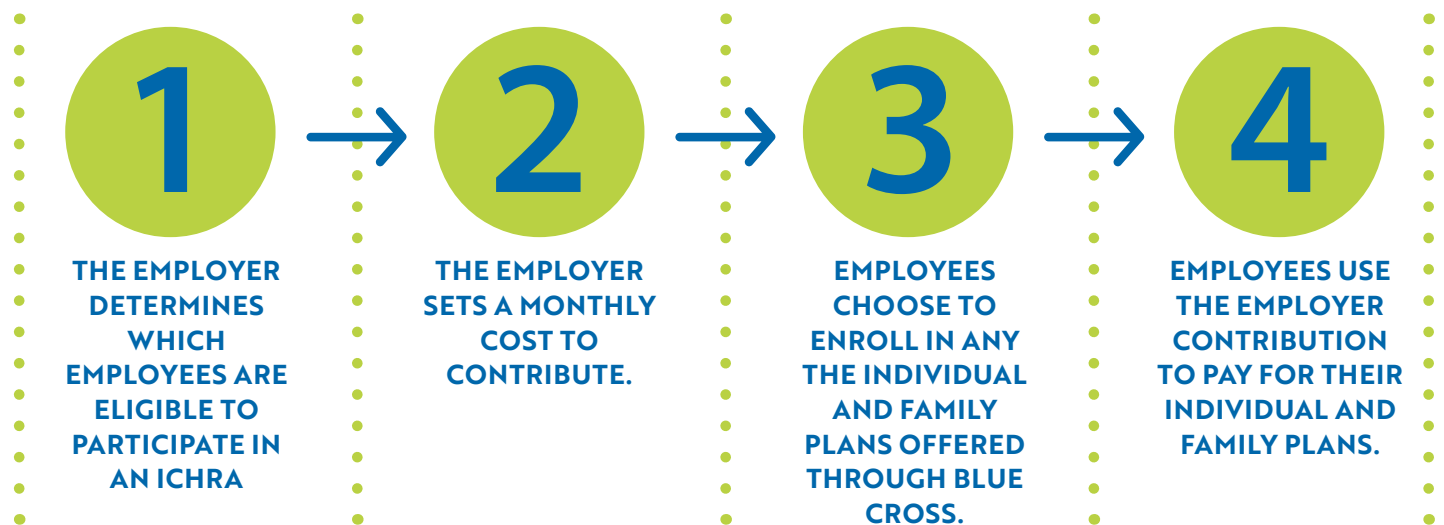 1
THE EMPLOYER
DETERMINES
WHICH
EMPLOYEES ARE
ELIGIBLE TO
PARTICIPATE IN
AN ICHRA
2
THE EMPLOYER
SETS A MONTHLY
COST TO
CONTRIBUTE.
3
EMPLOYEES
CHOOSE TO
ENROLL IN ANY
THE INDIVIDUAL
AND FAMILY
PLANS OFFERED
THROUGH BLUE
CROSS.
4
EMPLOYEES USE
THE EMPLOYER
CONTRIBUTION
TO PAY FOR THEIR
INDIVIDUAL AND
FAMILY PLANS.